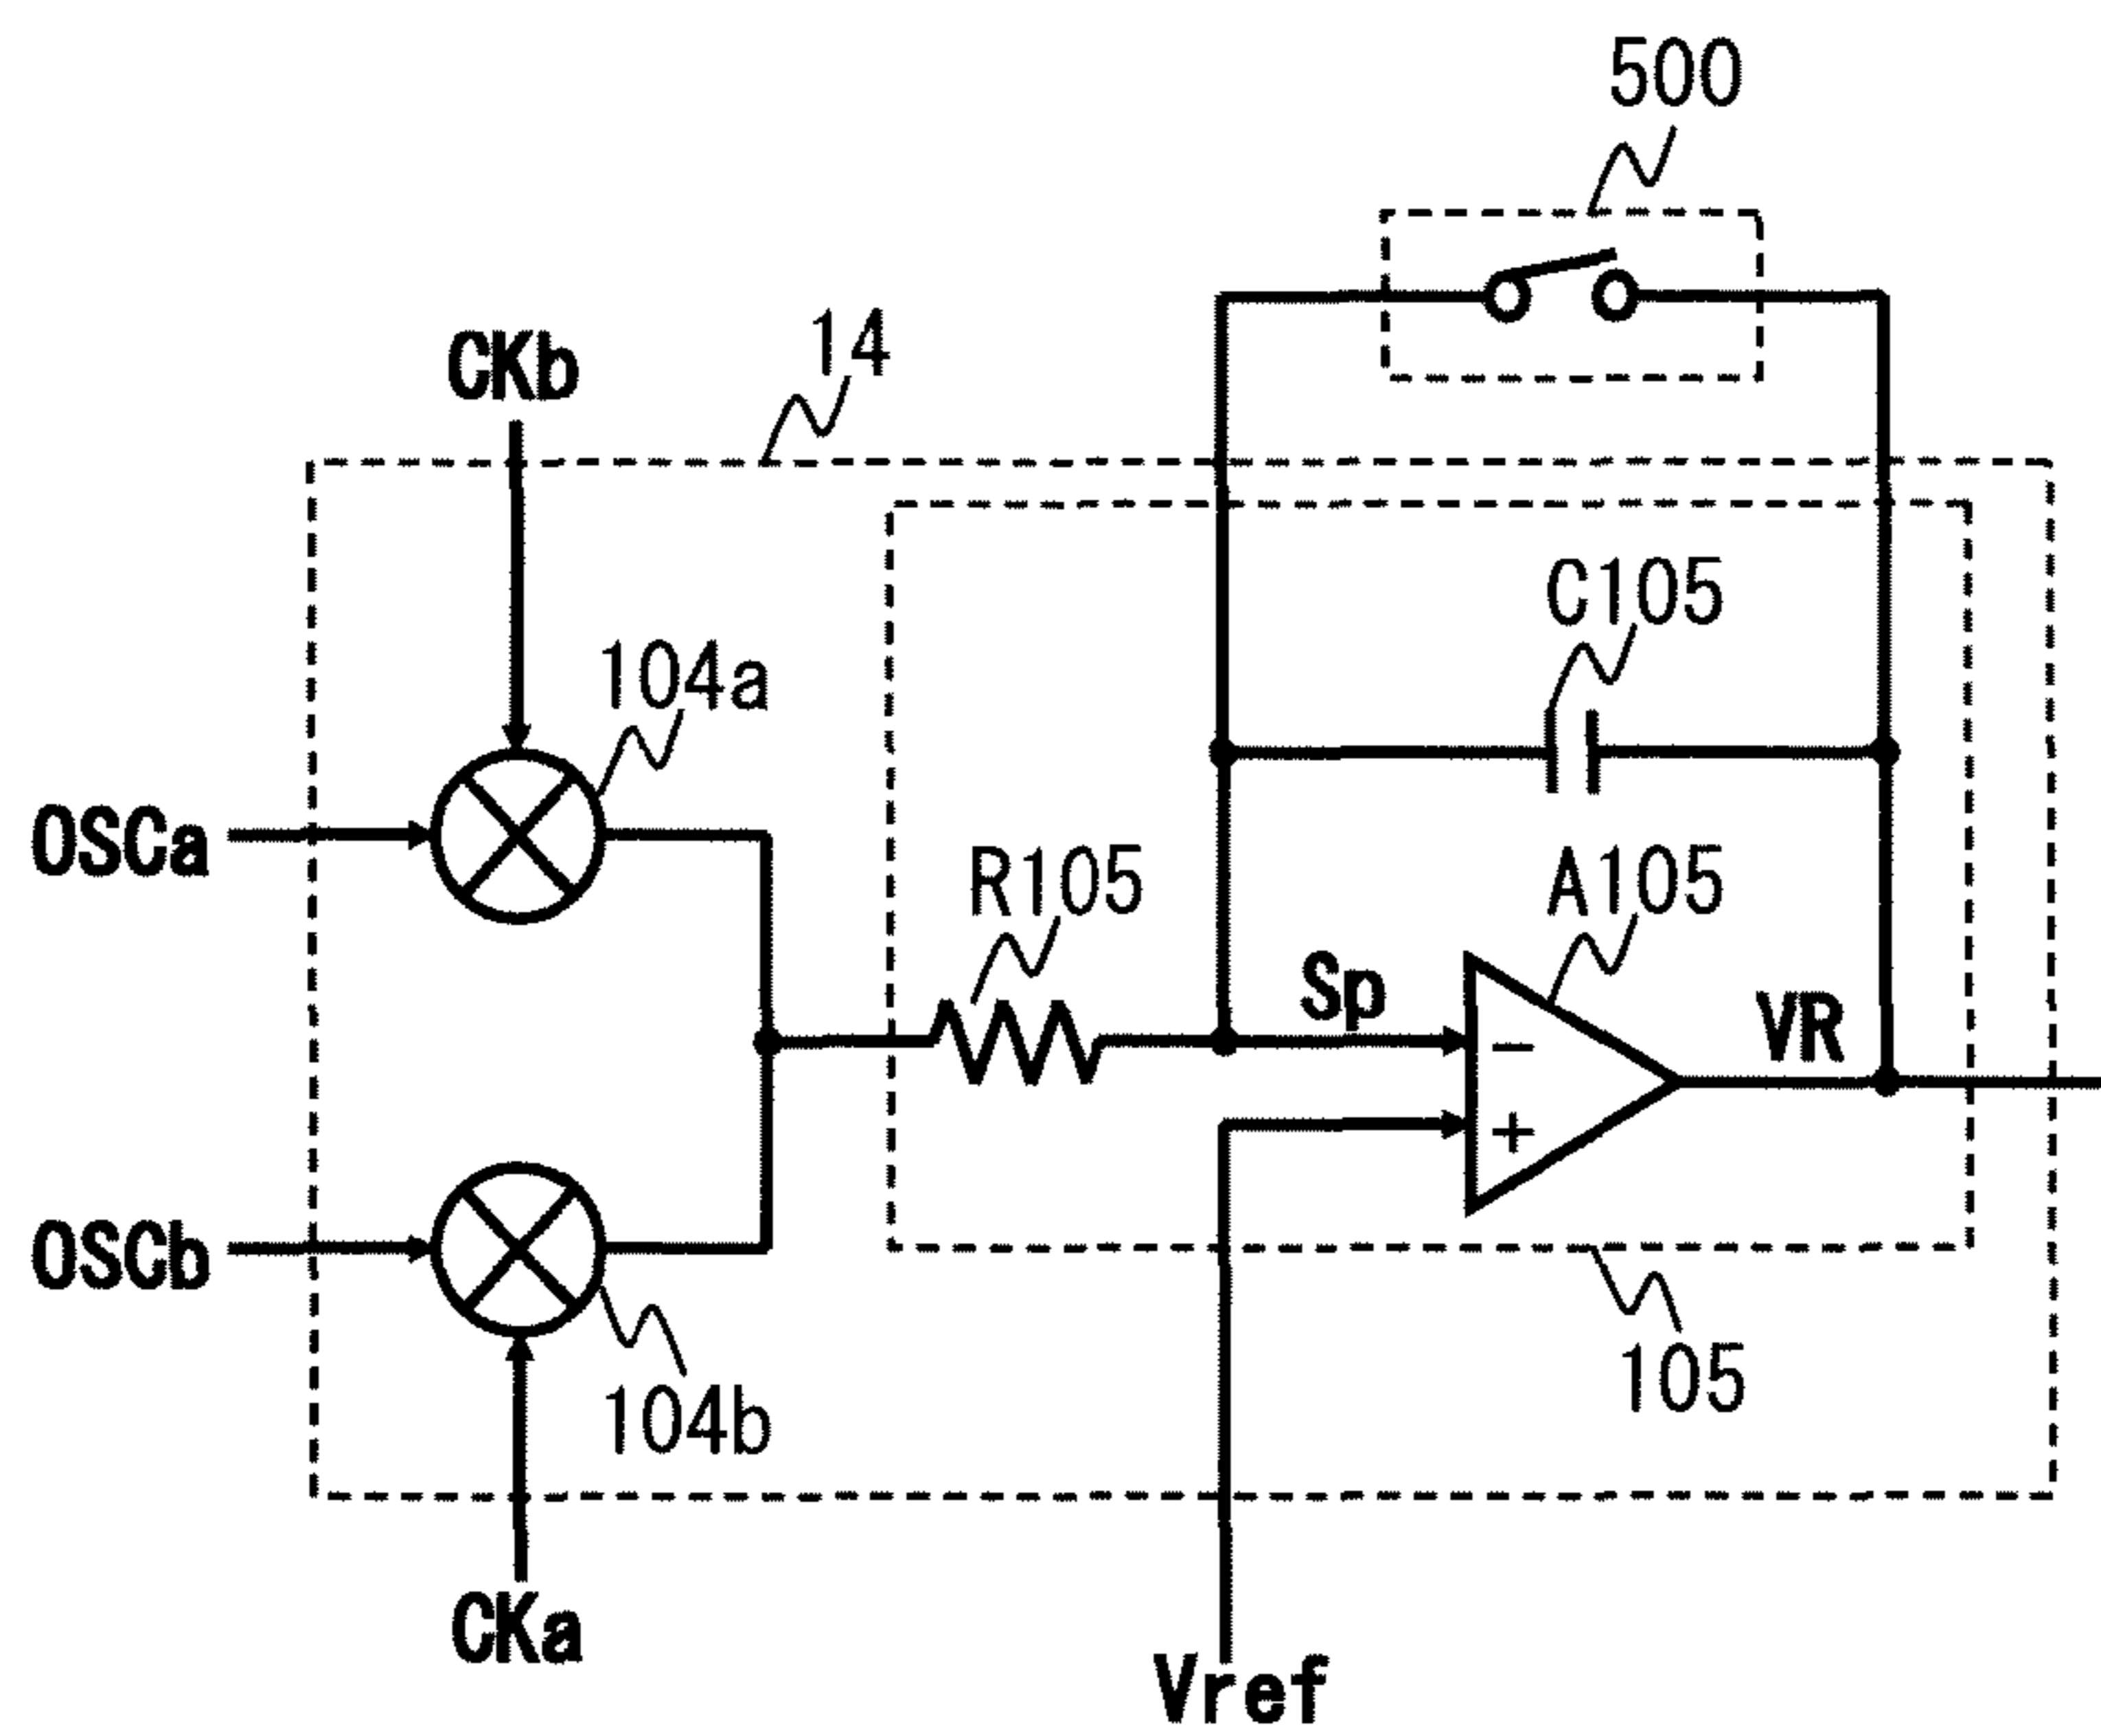 500
14
CKb
C105
104a
OSCa
R105
A105
Sp
VR
−
+
OSCb
105
104b
CKa
Vref